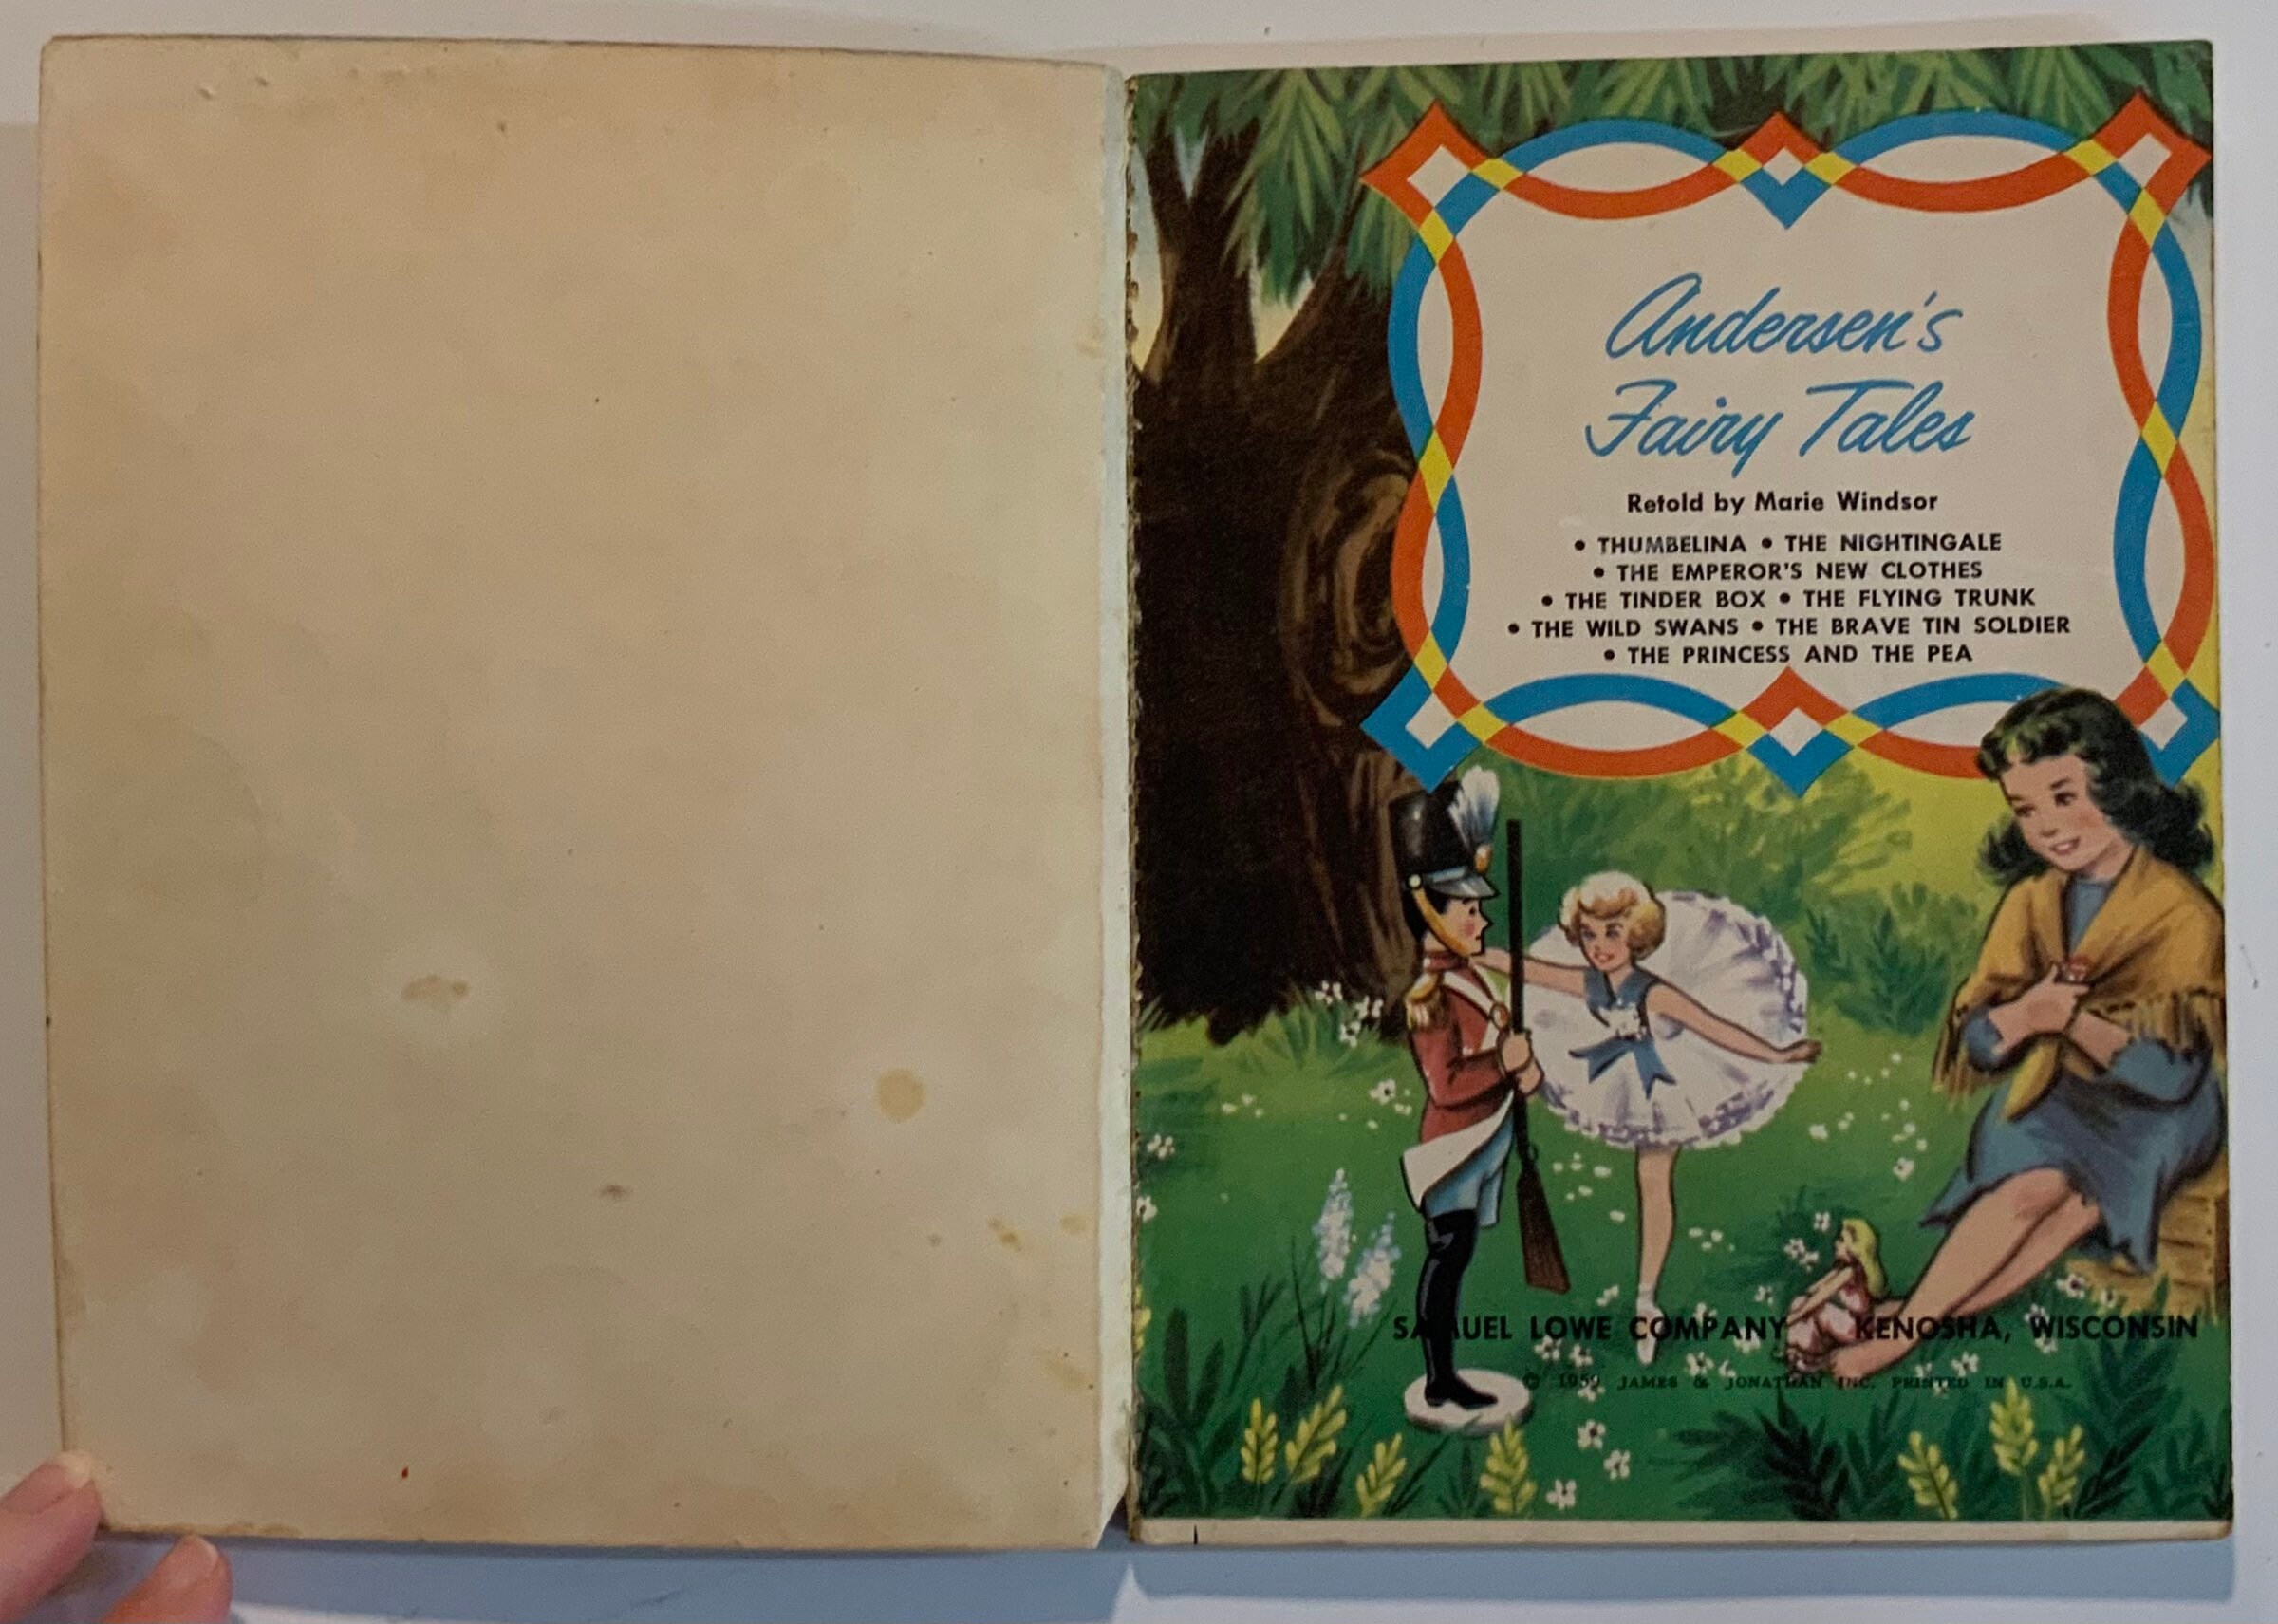 Andersen's
Fairy Tales
Retold by Marie Windsor
• THUMBELINA • THE NIGHTINGALE
• THE EMPEROR'S NEW CLOTHES
• THE TINDER BOX • THE FLYING TRUNK
• THE WILD SWANS • THE BRAVE TIN SOLDIER
• THE PRINCESS AND THE PEA
SAMUEL LOWE COMPANY KENOSHA, WISCONSIN
© 1959 JAMES & JONATHAN INC. PRINTED IN U.S.A.